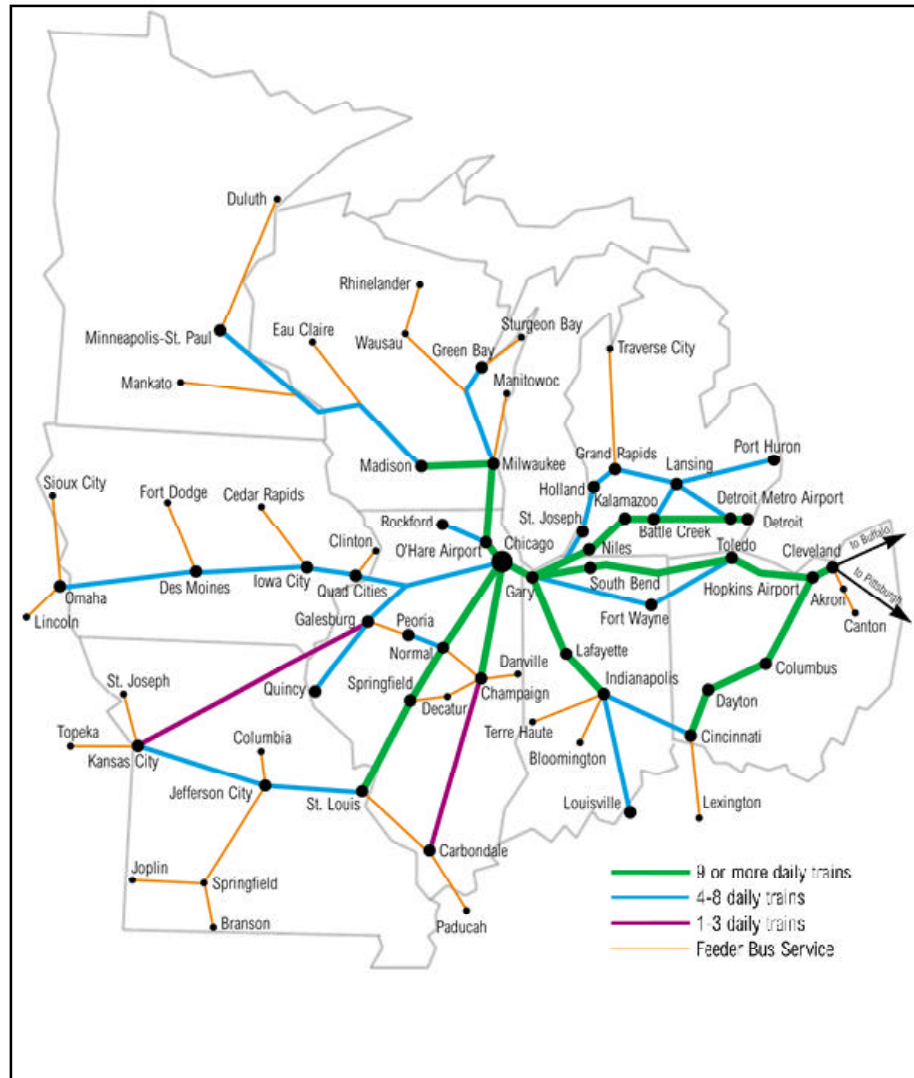 Duluth
Rhinelander
Eau Claire
Sturgeon Bay
Minneapolis-St. Paul
Wausau
Green Bay
Traverse City
Mankato
Manitowoc
Madison
Milwaukee
Grand Rapids
Port Huron
Lansing
Sioux City
Fort Dodge
Cedar Rapids
Holland
Kalamazoo
Detroit Metro Airport
Rockford
St. Joseph
Detroit
Battle Creek
Clinton
O'Hare Airport
Chicago
Niles
Toledo
Cleveland
to Buffalo
Omaha
Des Moines
Iowa City
Quad Cities
Gary
South Bend
Hopkins Airport
to Pittsburgh
Akron
Lincoln
Galesburg
Peoria
Fort Wayne
Canton
Normal
Lafayette
Danville
Columbus
St. Joseph
Quincy
Springfield
Champaign
Indianapolis
Decatur
Dayton
Topeka
Columbia
Terre Haute
Cincinnati
Kansas City
Bloomington
Jefferson City
St. Louis
Louisville
Lexington
Carbondale
Joplin
Springfield
Branson
Paducah
9 or more daily trains
4-8 daily trains
1-3 daily trains
Feeder Bus Service